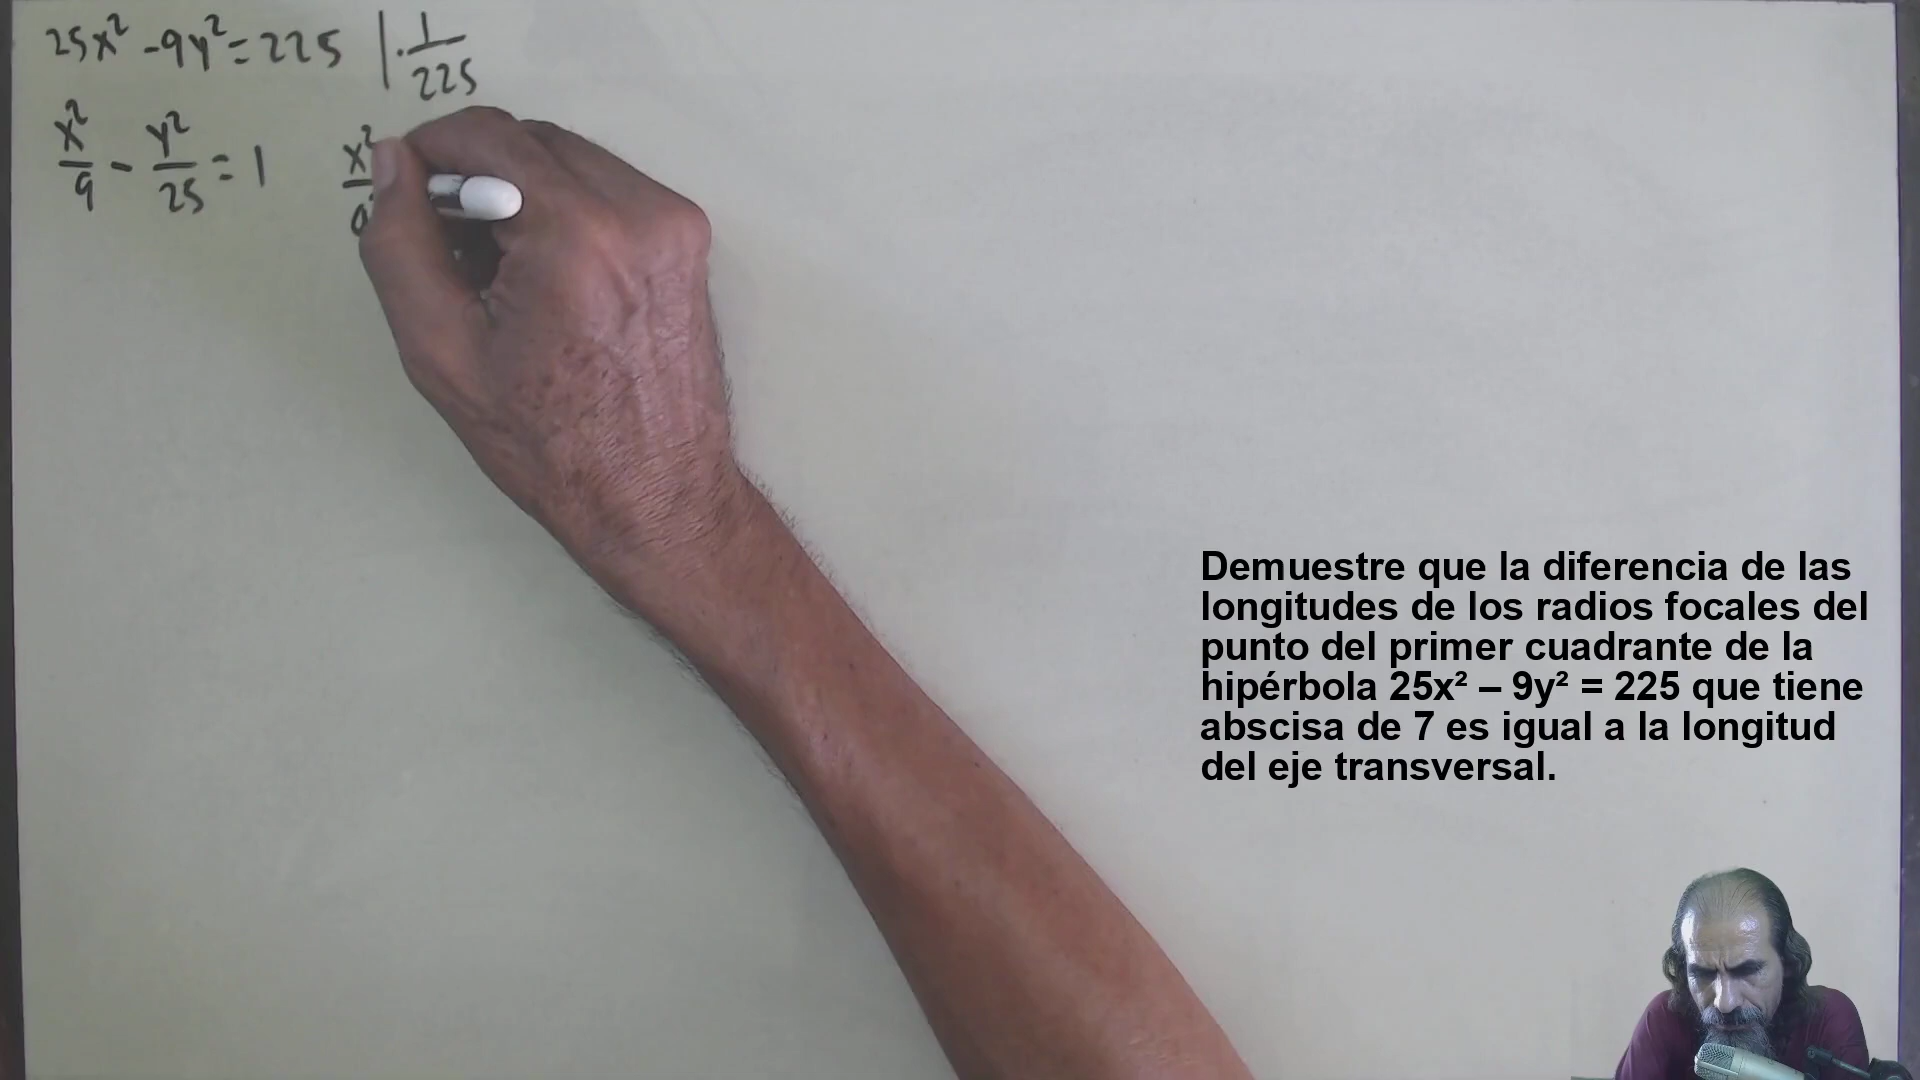 25x² - 9y² = 225 | · 1/225
x²/9 - y²/25 = 1 x²
Demuestre que la diferencia de las
longitudes de los radios focales del
punto del primer cuadrante de la
hipérbola 25x² – 9y² = 225 que tiene
abscisa de 7 es igual a la longitud
del eje transversal.